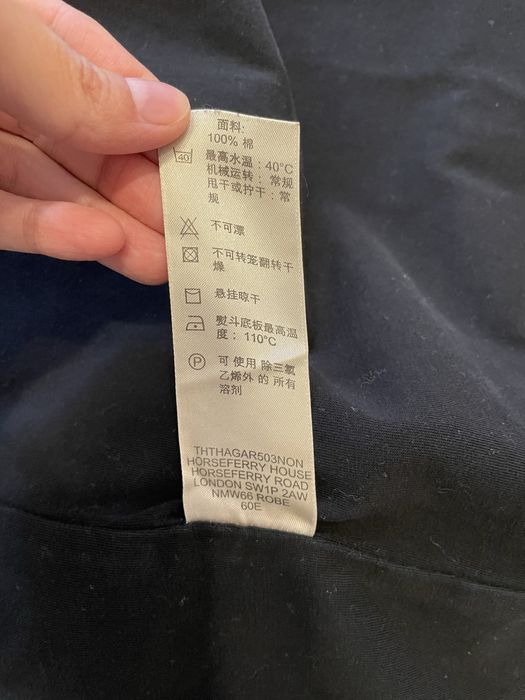 面料:
100% 棉
40
最高水温：40°C
机械运转：常规
甩干或拧干：常
规
不可漂
不可转笼翻转干
燥
悬挂晾干
熨斗底板最高温
度：110°C
P
可 使用 除三氯
乙烯外 的 所有
溶剂
THTHAGAR503NON
HORSEFERRY HOUSE
HORSEFERRY ROAD
LONDON SW1P 2AW
NMW66 ROBE
60E